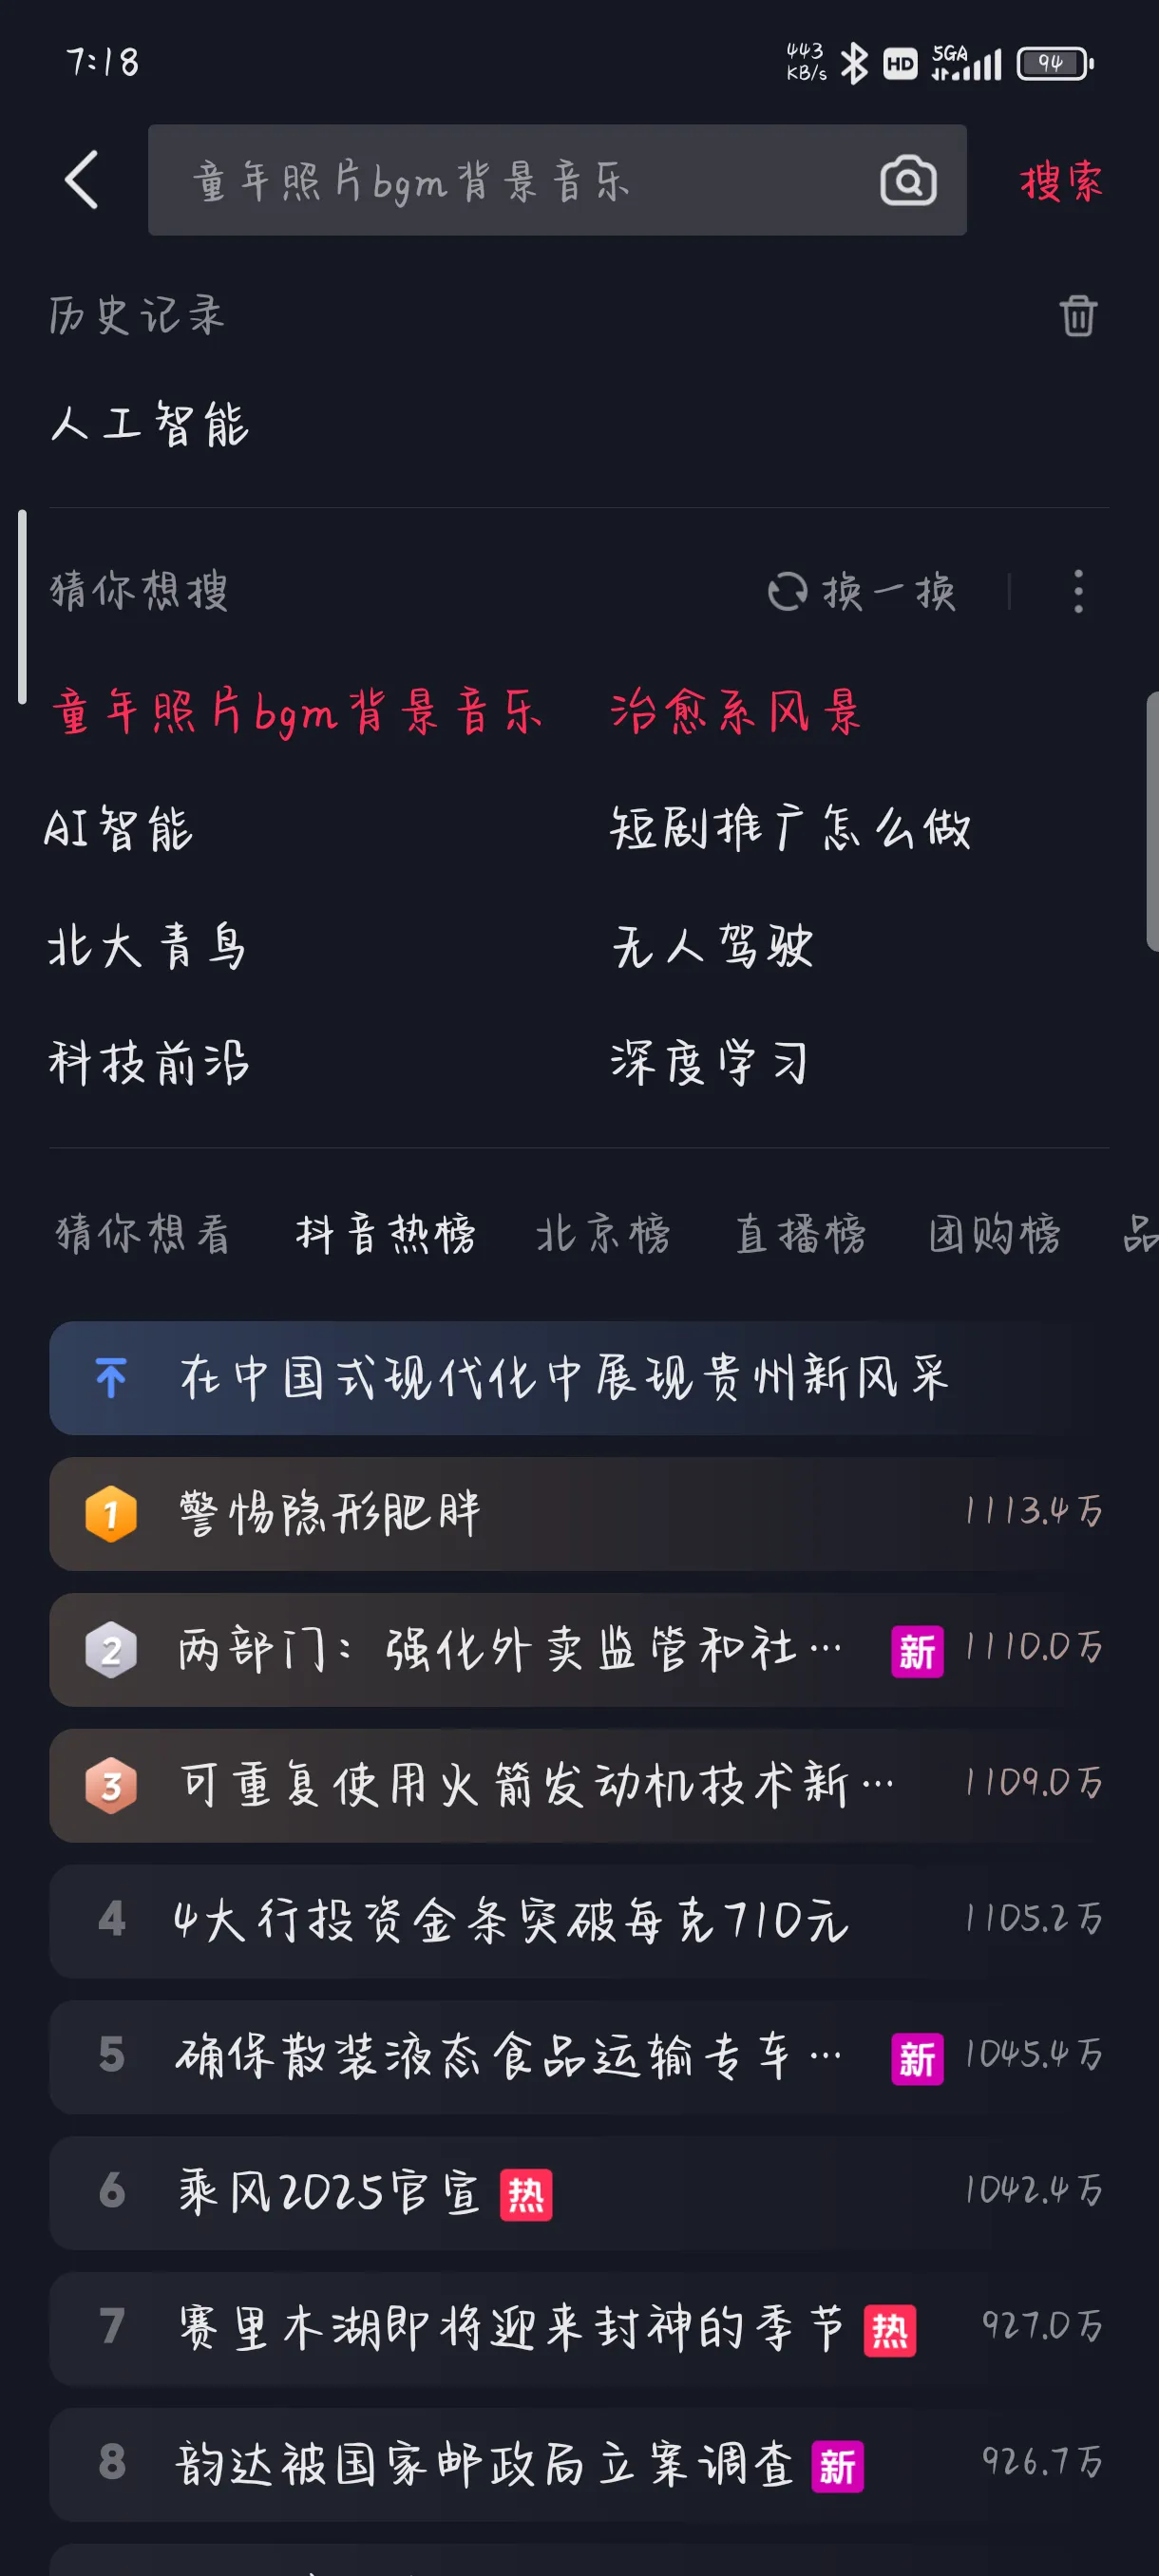 7:18 443 KB/s HD 5GA 94
童年照片bgm背景音乐 搜索
历史记录
人工智能
猜你想搜 换一换
童年照片bgm背景音乐 治愈系风景
AI智能 短剧推广怎么做
北大青鸟 无人驾驶
科技前沿 深度学习
猜你想看 抖音热榜 北京榜 直播榜 团购榜 品
在中国式现代化中展现贵州新风采
1 警惕隐形肥胖 1113.4万
2 两部门：强化外卖监管和社… 新 1110.0万
3 可重复使用火箭发动机技术新… 1109.0万
4 4大行投资金条突破每克710元 1105.2万
5 确保散装液态食品运输专车… 新 1045.4万
6 乘风2025官宣 热 1042.4万
7 赛里木湖即将迎来封神的季节 热 927.0万
8 韵达被国家邮政局立案调查 新 926.7万